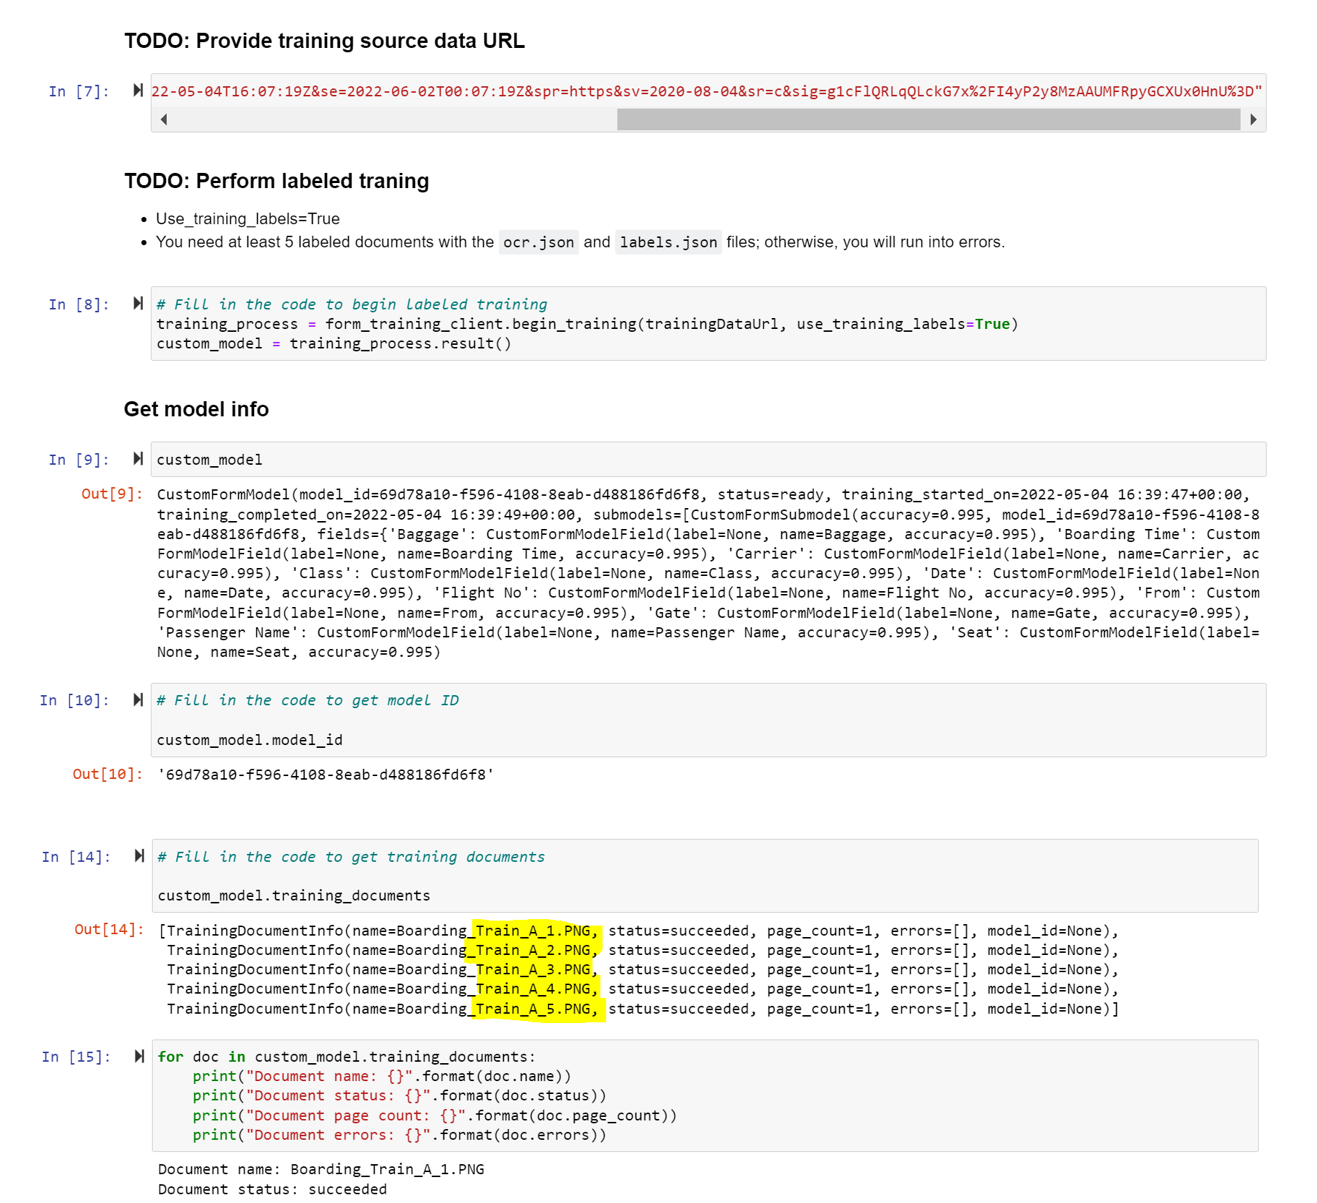 TODO: Provide training source data URL
In [7]:
22-05-04T16:07:19Z&se=2022-06-02T00:07:19Z&spr=https&sv=2020-08-04&sr=c&sig=g1cFlQRLqQLckG7x%2FI4yP2y8MzAAUMFRpyGCXUx0HnU%3D"
TODO: Perform labeled traning
• Use_training_labels=True
• You need at least 5 labeled documents with the ocr.json and labels.json files; otherwise, you will run into errors.
In [8]:
# Fill in the code to begin labeled training
training_process = form_training_client.begin_training(trainingDataUrl, use_training_labels=True)
custom_model = training_process.result()
Get model info
In [9]:
custom_model
Out[9]:
CustomFormModel(model_id=69d78a10-f596-4108-8eab-d488186fd6f8, status=ready, training_started_on=2022-05-04 16:39:47+00:00,
training_completed_on=2022-05-04 16:39:49+00:00, submodels=[CustomFormSubmodel(accuracy=0.995, model_id=69d78a10-f596-4108-8
eab-d488186fd6f8, fields={'Baggage': CustomFormModelField(label=None, name=Baggage, accuracy=0.995), 'Boarding Time': Custom
FormModelField(label=None, name=Boarding Time, accuracy=0.995), 'Carrier': CustomFormModelField(label=None, name=Carrier, ac
curacy=0.995), 'Class': CustomFormModelField(label=None, name=Class, accuracy=0.995), 'Date': CustomFormModelField(label=Non
e, name=Date, accuracy=0.995), 'Flight No': CustomFormModelField(label=None, name=Flight No, accuracy=0.995), 'From': Custom
FormModelField(label=None, name=From, accuracy=0.995), 'Gate': CustomFormModelField(label=None, name=Gate, accuracy=0.995),
'Passenger Name': CustomFormModelField(label=None, name=Passenger Name, accuracy=0.995), 'Seat': CustomFormModelField(label=
None, name=Seat, accuracy=0.995)
In [10]:
# Fill in the code to get model ID
custom_model.model_id
Out[10]:
'69d78a10-f596-4108-8eab-d488186fd6f8'
In [14]:
# Fill in the code to get training documents
custom_model.training_documents
Out[14]:
[TrainingDocumentInfo(name=Boarding_Train_A_1.PNG, status=succeeded, page_count=1, errors=[], model_id=None),
TrainingDocumentInfo(name=Boarding_Train_A_2.PNG, status=succeeded, page_count=1, errors=[], model_id=None),
TrainingDocumentInfo(name=Boarding_Train_A_3.PNG, status=succeeded, page_count=1, errors=[], model_id=None),
TrainingDocumentInfo(name=Boarding_Train_A_4.PNG, status=succeeded, page_count=1, errors=[], model_id=None),
TrainingDocumentInfo(name=Boarding_Train_A_5.PNG, status=succeeded, page_count=1, errors=[], model_id=None)]
In [15]:
for doc in custom_model.training_documents:
print("Document name: {}".format(doc.name))
print("Document status: {}".format(doc.status))
print("Document page count: {}".format(doc.page_count))
print("Document errors: {}".format(doc.errors))
Document name: Boarding_Train_A_1.PNG
Document status: succeeded